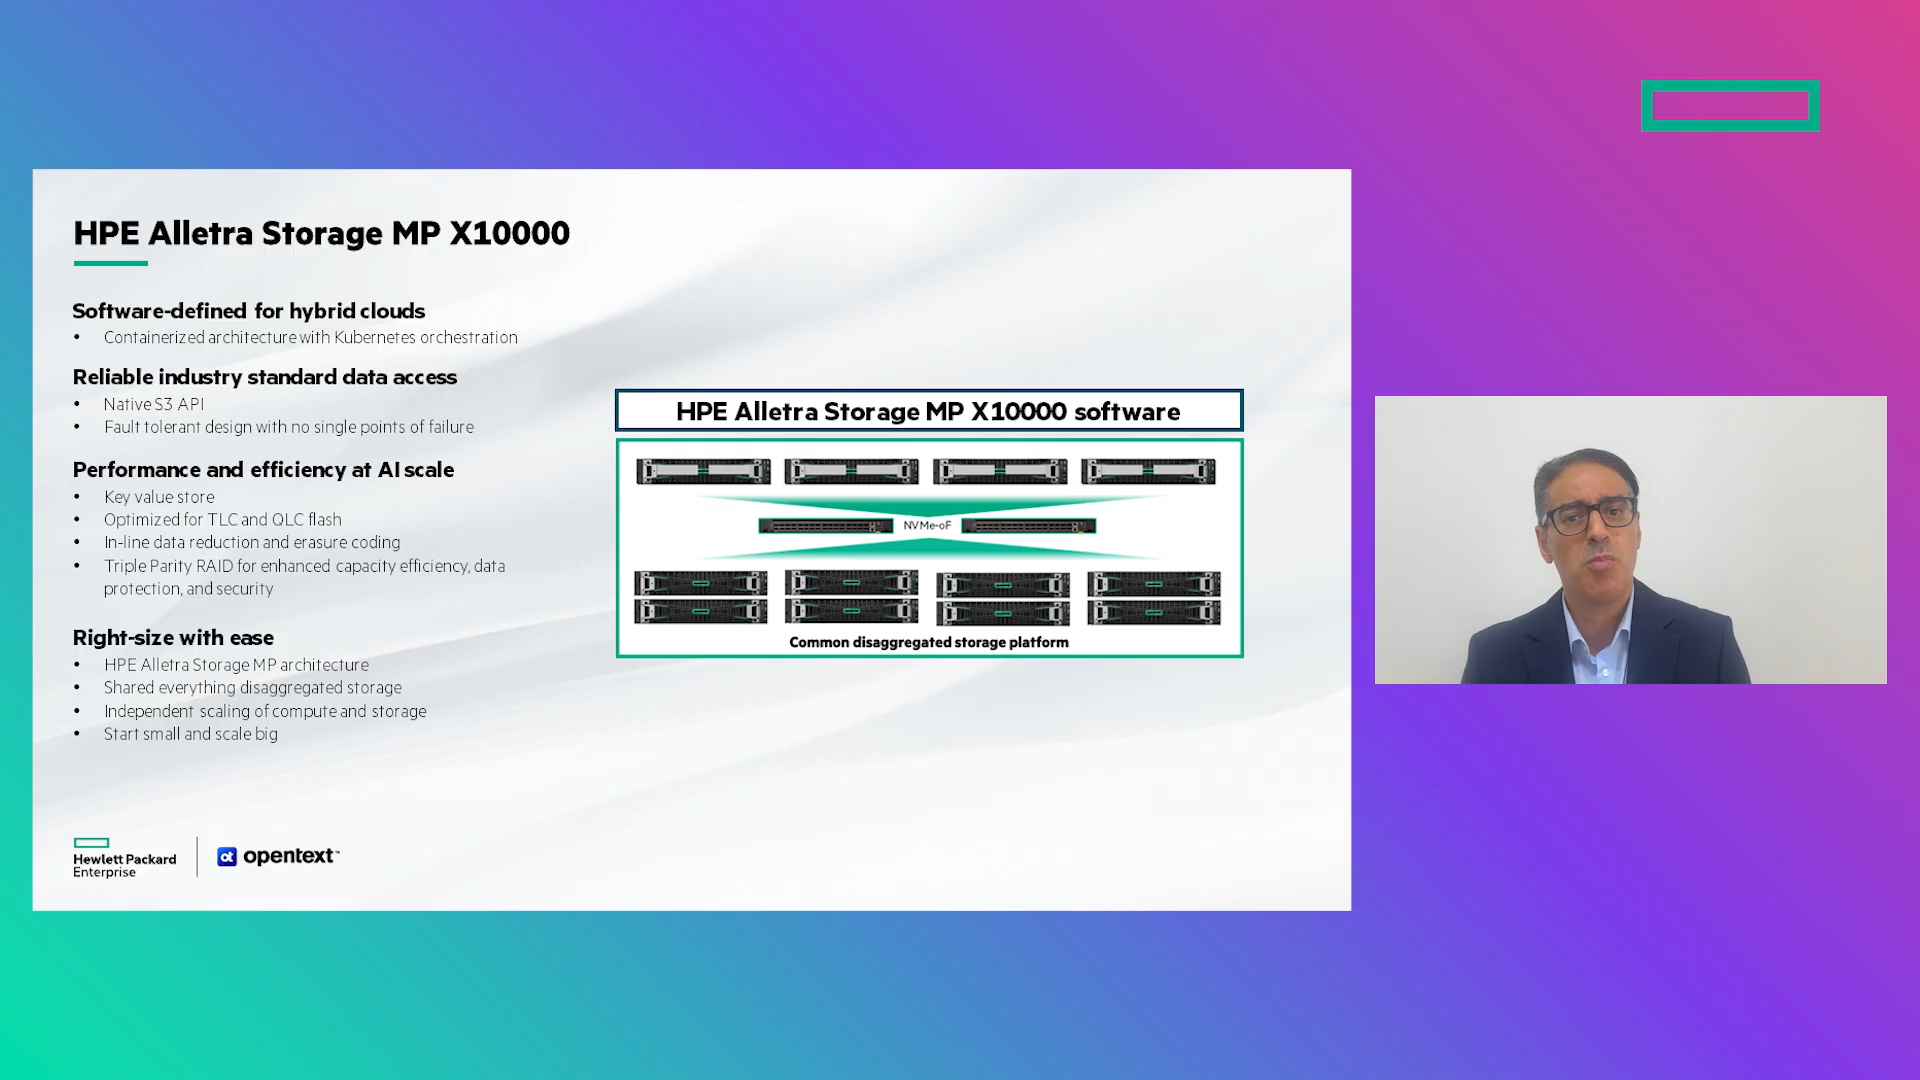 HPE Alletra Storage MP X10000
Software-defined for hybrid clouds
• Containerized architecture with Kubernetes orchestration
Reliable industry standard data access
• Native S3 API
• Fault tolerant design with no single points of failure
Performance and efficiency at AI scale
• Key value store
• Optimized for TLC and QLC flash
• In-line data reduction and erasure coding
• Triple Parity RAID for enhanced capacity efficiency, data
protection, and security
Right-size with ease
• HPE Alletra Storage MP architecture
• Shared everything disaggregated storage
• Independent scaling of compute and storage
• Start small and scale big
HPE Alletra Storage MP X10000 software
NVMe-oF
Common disaggregated storage platform
Hewlett Packard
Enterprise
ot opentext™